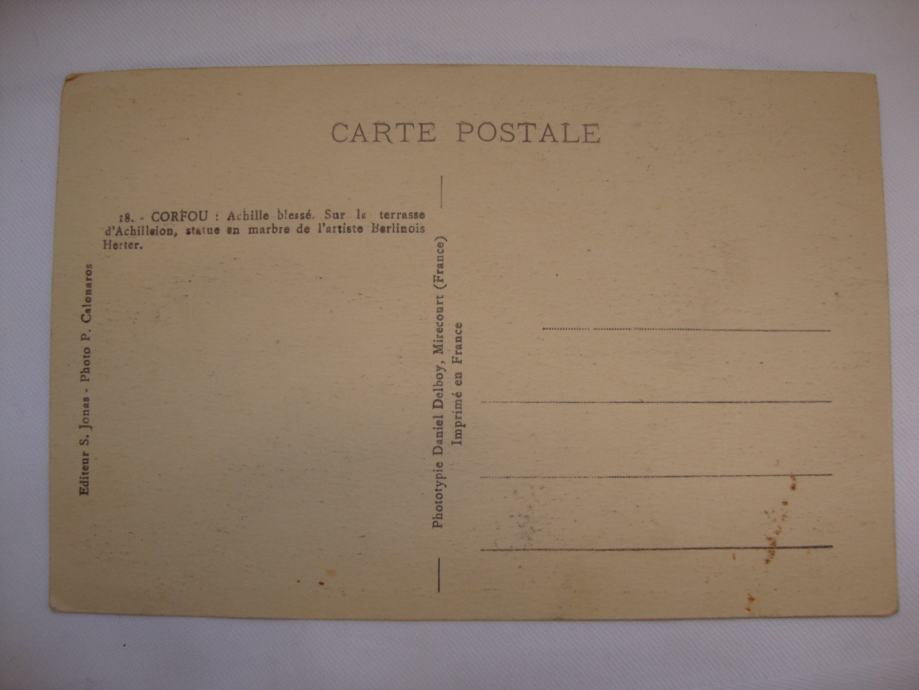 CARTE POSTALE
18. - CORFOU : Achille blessé. Sur la terrasse
d'Achilleion, statue en marbre de l'artiste Berlinois
Herter.
Editeur S. Jonas - Photo P. Calonaros
Phototypie Daniel Delboy, Mirecourt (France)
Imprimé en France